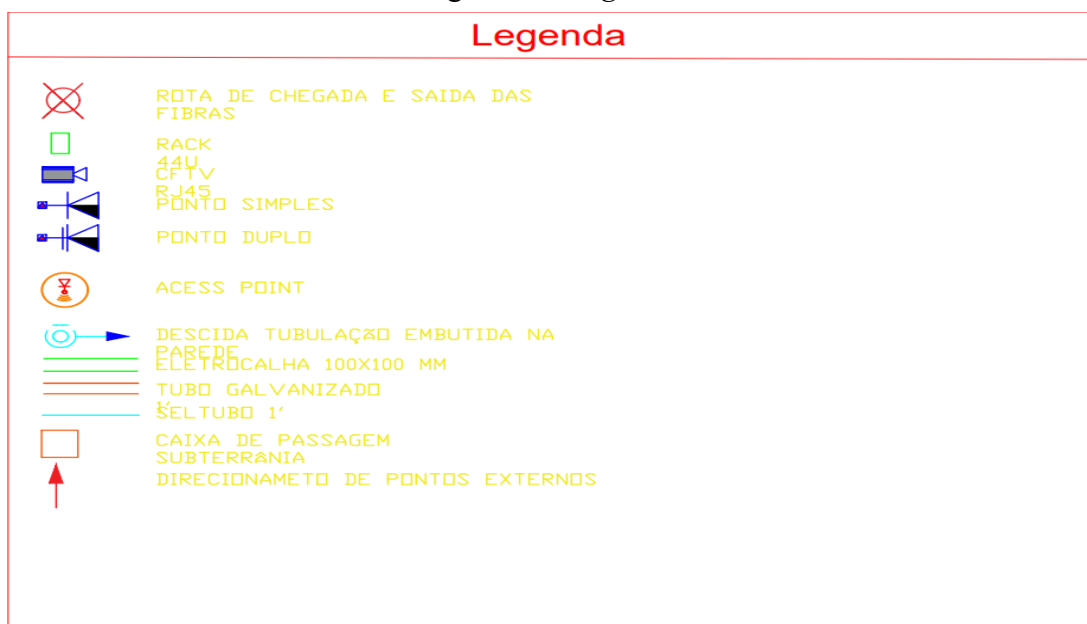 Legenda
ROTA DE CHEGADA E SAIDA DAS
FIBRAS
RACK
44U
CFTV
RJ45
PONTO SIMPLES
PONTO DUPLO
ACESS POINT
DESCIDA TUBULAÇÃO EMBUTIDA NA
PAREDE
ELETROCALHA 100X100 MM
TUBO GALVANIZADO
1'
SELTUBO 1'
CAIXA DE PASSAGEM
SUBTERRÂNIA
DIRECIONAMETO DE PONTOS EXTERNOS